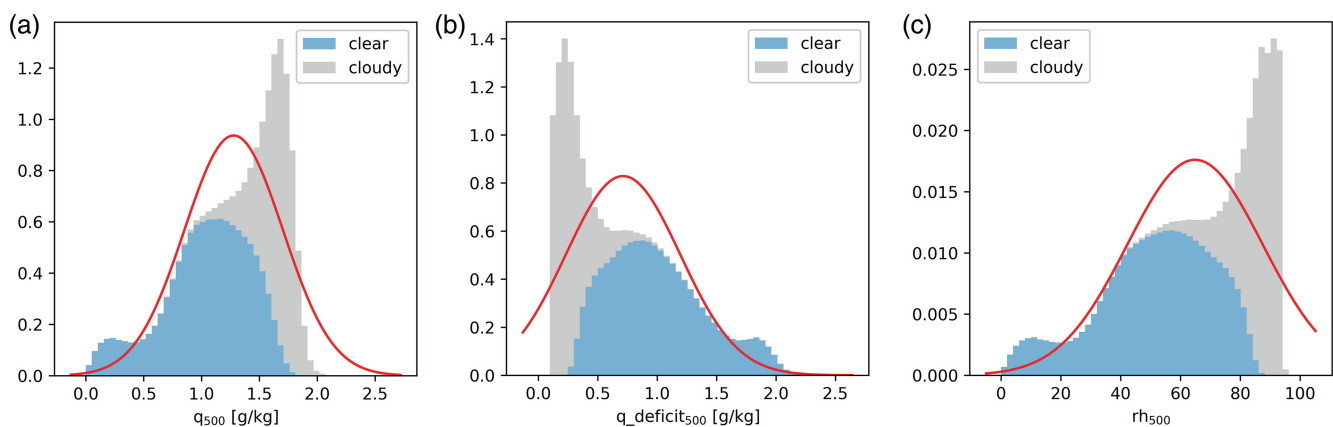 (a)
clear
cloudy
1.2
1.0
0.8
0.6
0.4
0.2
0.0
0.0 0.5 1.0 1.5 2.0 2.5
q₅₀₀ [g/kg]
(b)
clear
cloudy
1.4
1.2
1.0
0.8
0.6
0.4
0.2
0.0
0.0 0.5 1.0 1.5 2.0 2.5
q_deficit₅₀₀ [g/kg]
(c)
clear
cloudy
0.025
0.020
0.015
0.010
0.005
0.000
0 20 40 60 80 100
rh₅₀₀